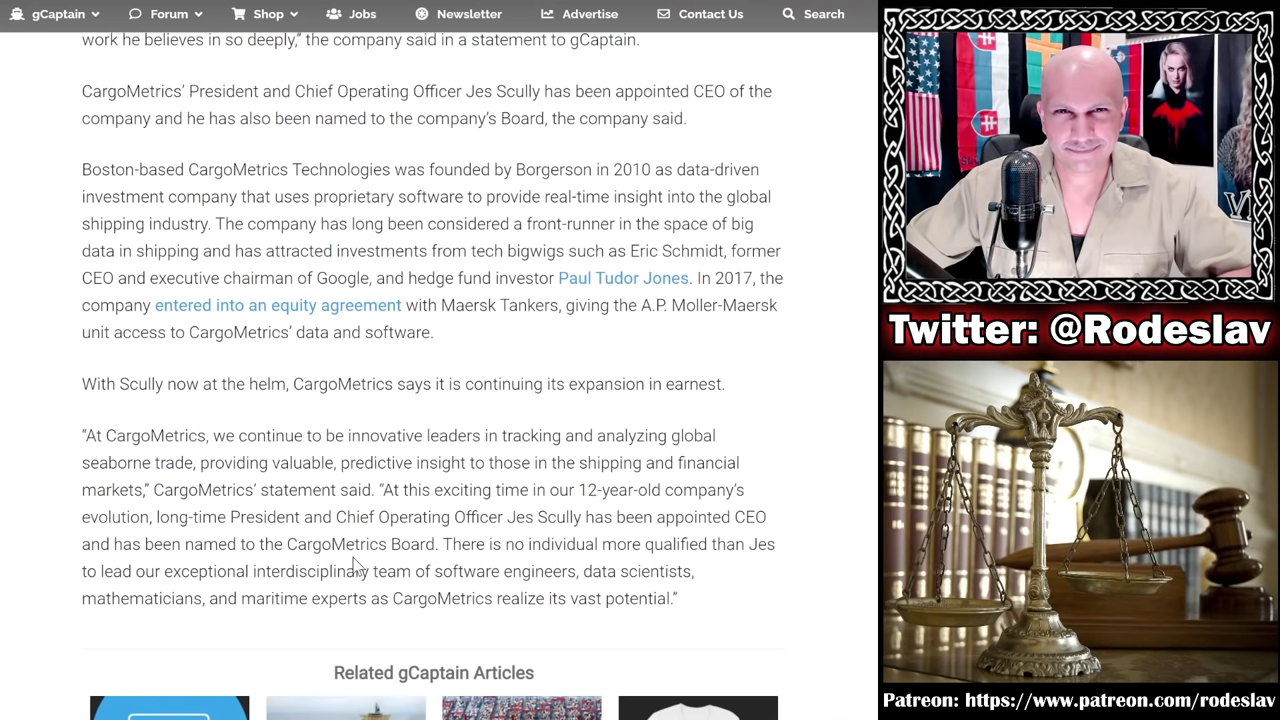 gCaptain Forum Shop Jobs Newsletter Advertise Contact Us Search
work he believes in so deeply,” the company said in a statement to gCaptain.
CargoMetrics’ President and Chief Operating Officer Jes Scully has been appointed CEO of the
company and he has also been named to the company’s Board, the company said.
Boston-based CargoMetrics Technologies was founded by Borgerson in 2010 as data-driven
investment company that uses proprietary software to provide real-time insight into the global
shipping industry. The company has long been considered a front-runner in the space of big
data in shipping and has attracted investments from tech bigwigs such as Eric Schmidt, former
CEO and executive chairman of Google, and hedge fund investor Paul Tudor Jones. In 2017, the
company entered into an equity agreement with Maersk Tankers, giving the A.P. Moller-Maersk
unit access to CargoMetrics’ data and software.
With Scully now at the helm, CargoMetrics says it is continuing its expansion in earnest.
“At CargoMetrics, we continue to be innovative leaders in tracking and analyzing global
seaborne trade, providing valuable, predictive insight to those in the shipping and financial
markets,” CargoMetrics’ statement said. “At this exciting time in our 12-year-old company’s
evolution, long-time President and Chief Operating Officer Jes Scully has been appointed CEO
and has been named to the CargoMetrics Board. There is no individual more qualified than Jes
to lead our exceptional interdisciplinary team of software engineers, data scientists,
mathematicians, and maritime experts as CargoMetrics realize its vast potential.”
Related gCaptain Articles
Twitter: @Rodeslav
Patreon: https://www.patreon.com/rodeslav